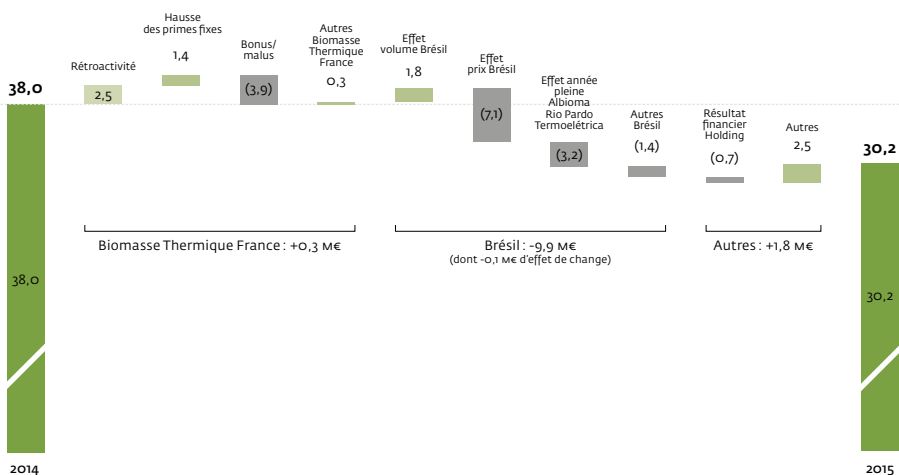 Hausse
des primes fixes
1,4
Rétroactivité
2,5
Bonus/
malus
(3,9)
Autres
Biomasse
Thermique
France
0,3
Effet
volume Brésil
1,8
Effet
prix Brésil
(7,1)
Effet année
pleine
Albioma
Rio Pardo
Termoelétrica
(3,2)
Autres
Brésil
(1,4)
Résultat
financier
Holding
(0,7)
Autres
2,5
38,0
30,2
Biomasse Thermique France : +0,3 M€
Brésil : -9,9 M€
(dont -0,1 M€ d'effet de change)
Autres : +1,8 M€
38,0
30,2
2014
2015